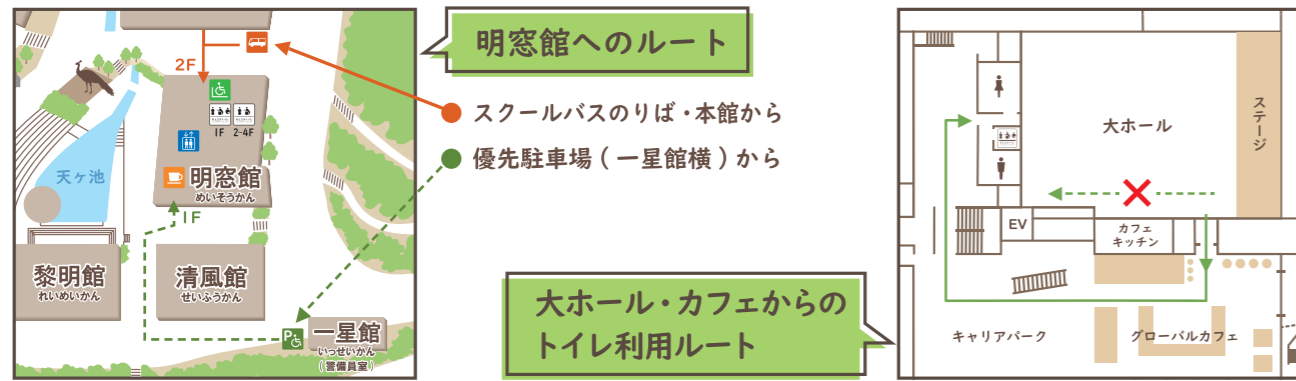 2F
1F 2-4F
天ヶ池
明窓館
めいそうかん
1F
黎明館
れいめいかん
清風館
せいふうかん
P
一星館
いっせいかん
(警備員室)
明窓館へのルート
スクールバスのりば・本館から
優先駐車場(一星館横)から
大ホール・カフェからの
トイレ利用ルート
大ホール
ステージ
EV
カフェ
キッチン
キャリアパーク
グローバルカフェ